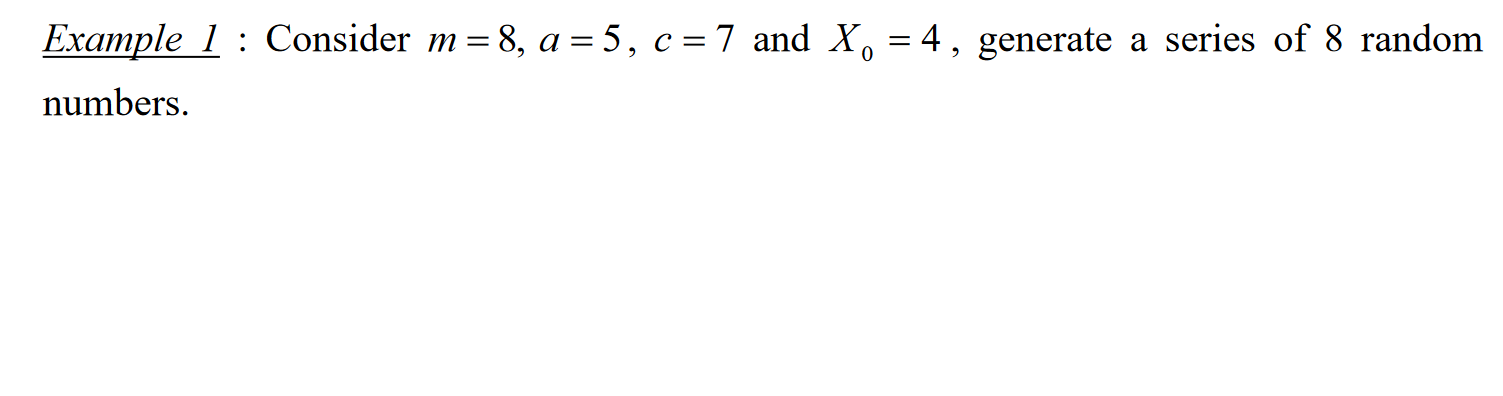 Example 1 : Consider m = 8, a = 5, c = 7 and X₀ = 4, generate a series of 8 random
numbers.